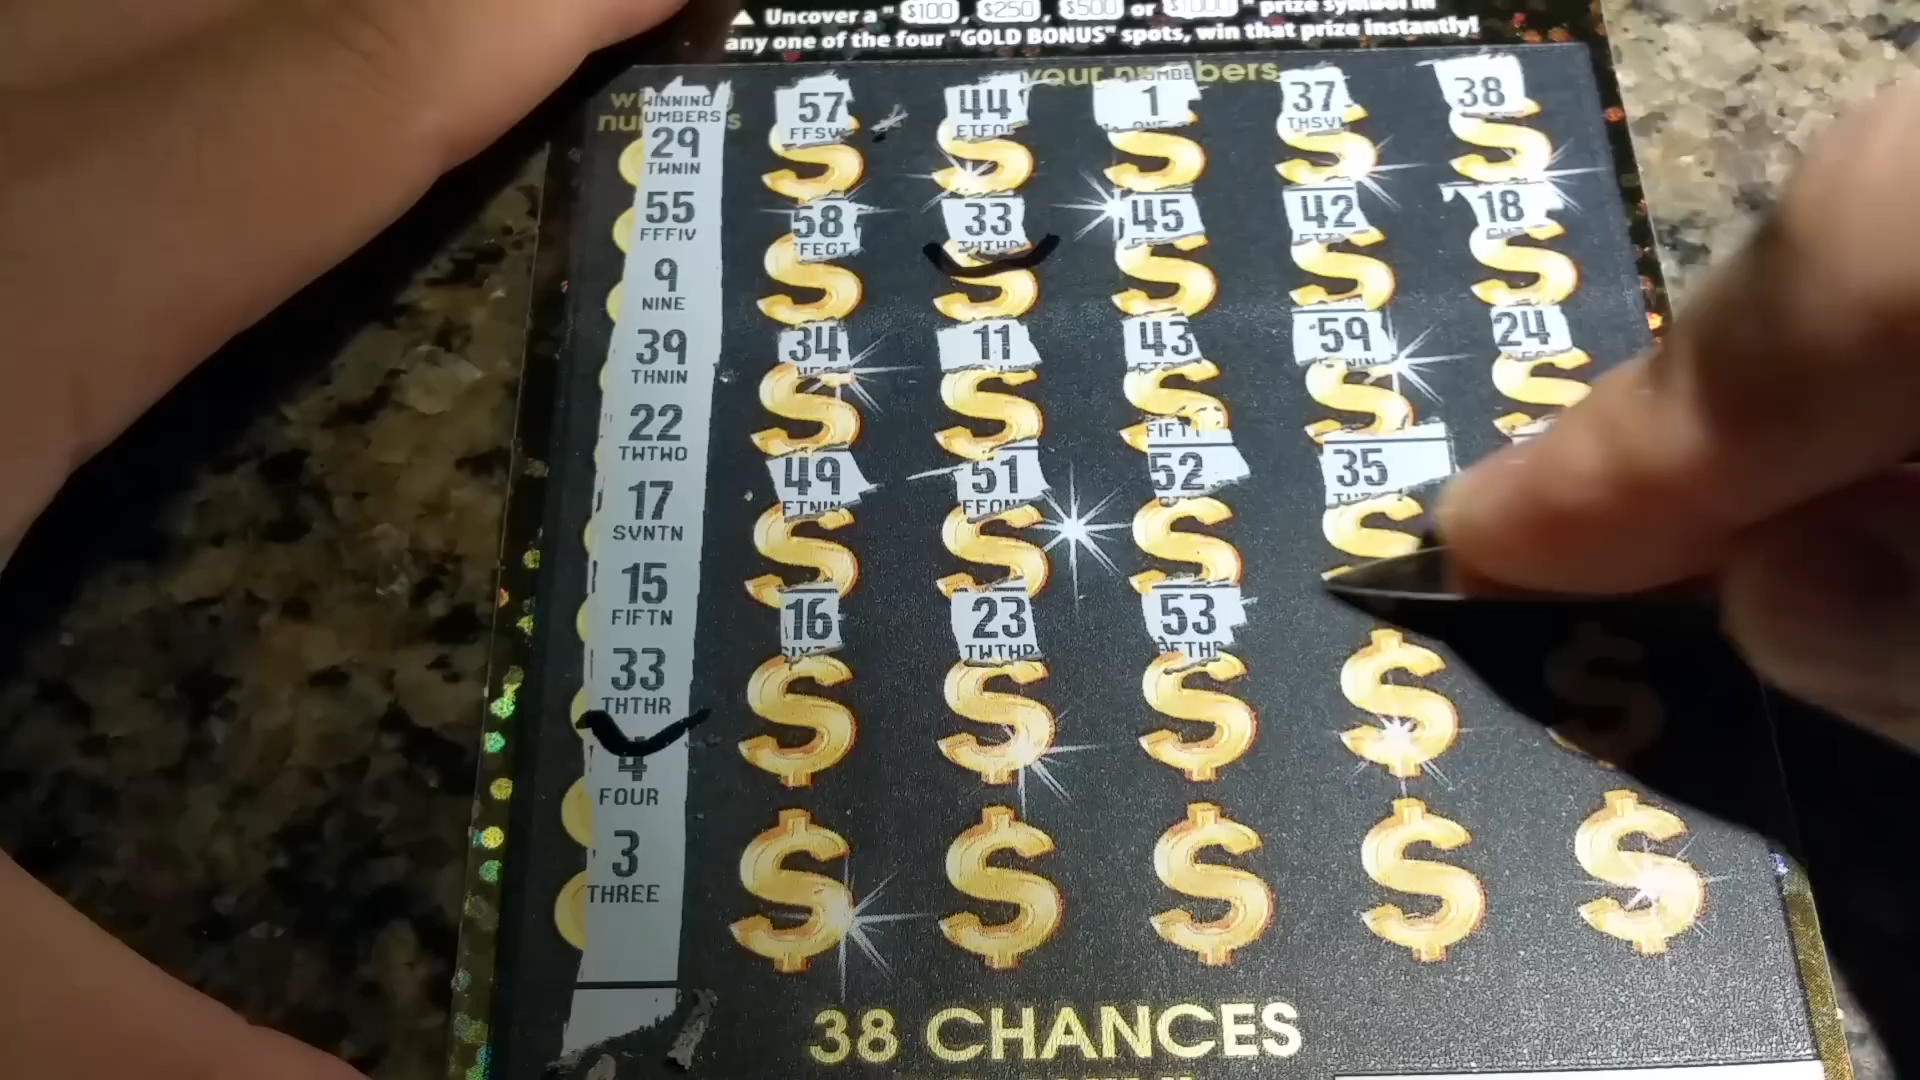 ▲ Uncover a " $100, $250, $500 or $1000 " prize symbol in
any one of the four "GOLD BONUS" spots, win that prize instantly!
your numbers
WINNING
UMBERS
29
TWNIN
55
FFFIV
9
NINE
39
THNIN
22
TWTWO
17
SVNTN
15
FIFTN
33
THTHR
4
FOUR
3
THREE
57 44 1 37 38
58 33 45 42 18
34 11 43 59 24
49 51 52 35
16 23 53
TWTHR
38 CHANCES